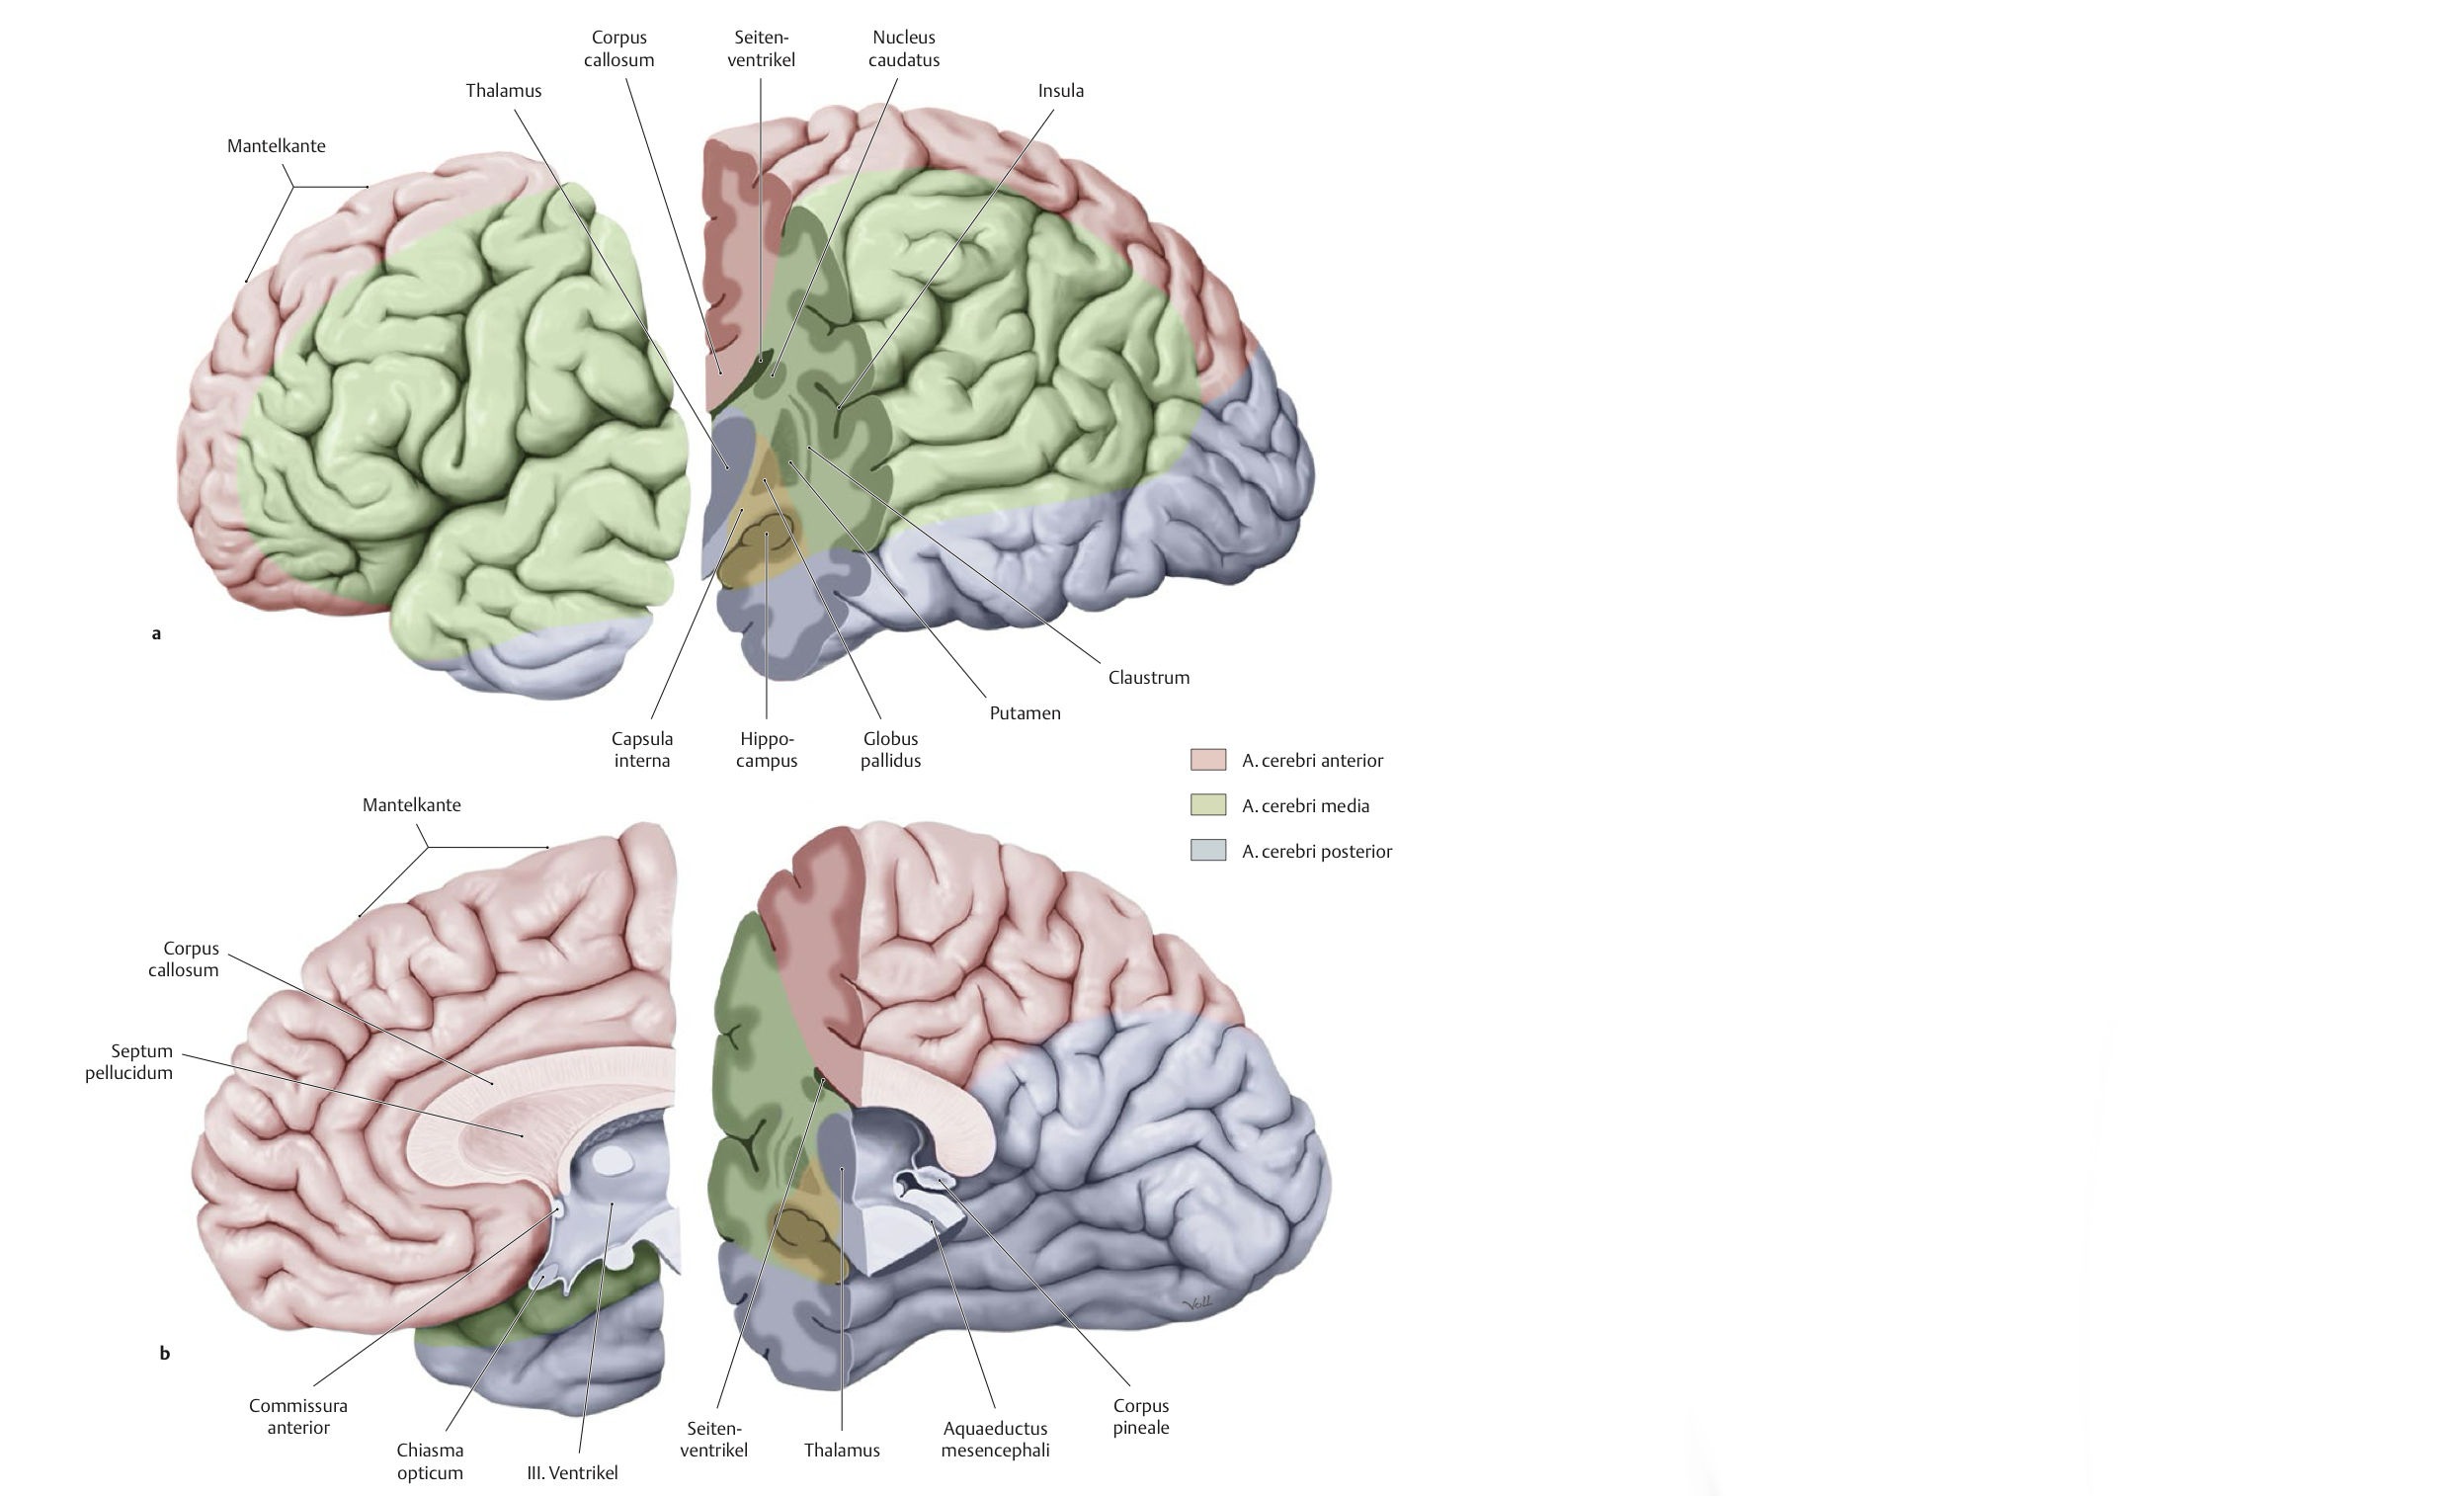 Corpus
callosum
Seiten-
ventrikel
Nucleus
caudatus
Thalamus
Insula
Mantelkante
a
Claustrum
Putamen
Capsula
interna
Hippo-
campus
Globus
pallidus
A. cerebri anterior
A. cerebri media
A. cerebri posterior
Mantelkante
Corpus
callosum
Septum
pellucidum
Voll
b
Commissura
anterior
Chiasma
opticum
III. Ventrikel
Seiten-
ventrikel
Thalamus
Aquaeductus
mesencephali
Corpus
pineale